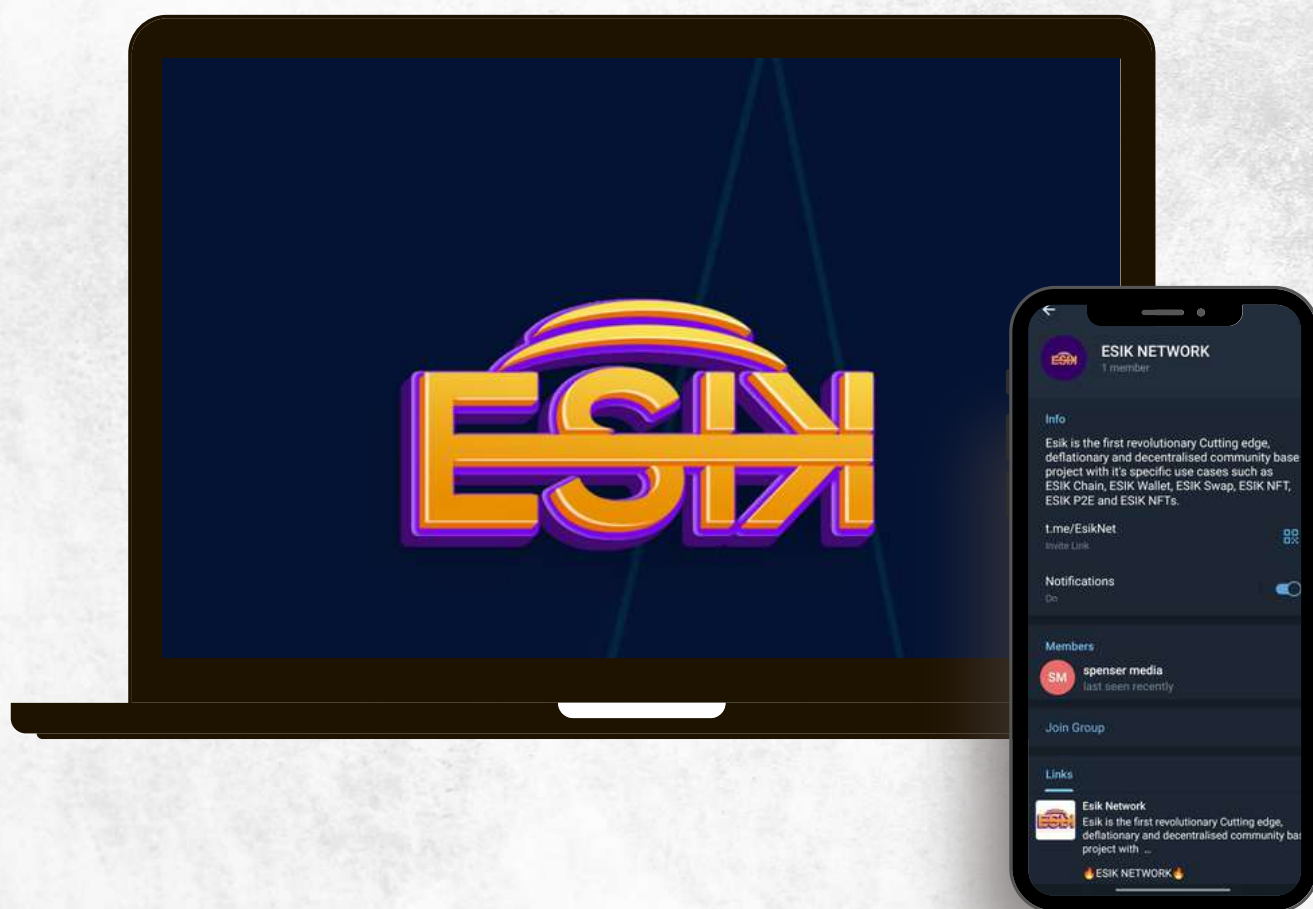 ESIK
ESIK
ESIK NETWORK
1 member
Info
Esik is the first revolutionary Cutting edge,
deflationary and decentralised community base
project with it's specific use cases such as
ESIK Chain, ESIK Wallet, ESIK Swap, ESIK NFT,
ESIK P2E and ESIK NFTs.
t.me/EsikNet
Invite Link
Notifications
On
Members
SM
spenser media
last seen recently
Join Group
Links
ESIK
Esik Network
Esik is the first revolutionary Cutting edge,
deflationary and decentralised community bas
project with ...
🔥ESIK NETWORK🔥